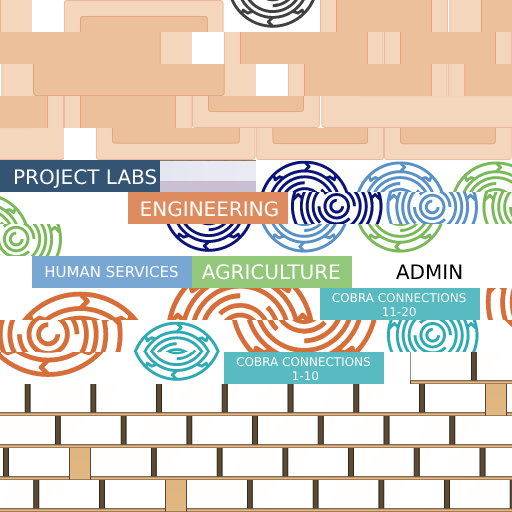 PROJECT LABS
ENGINEERING
HUMAN SERVICES
AGRICULTURE
ADMIN
COBRA CONNECTIONS
11-20
COBRA CONNECTIONS
1-10